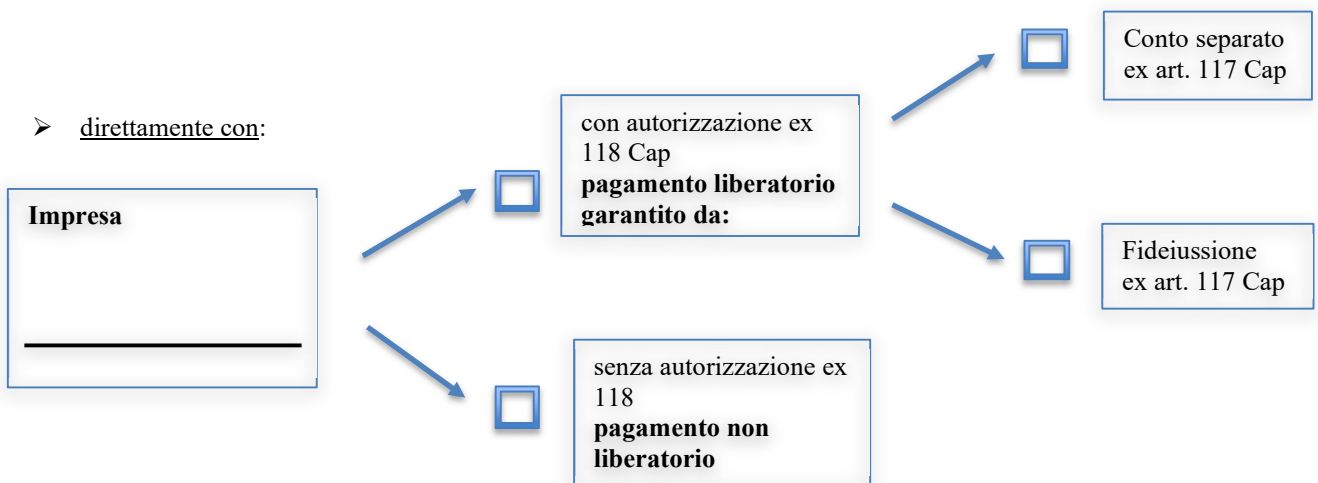 ➢ direttamente con:
Impresa
con autorizzazione ex
118 Cap
pagamento liberatorio
garantito da:
Conto separato
ex art. 117 Cap
Fideiussione
ex art. 117 Cap
senza autorizzazione ex
118
pagamento non
liberatorio